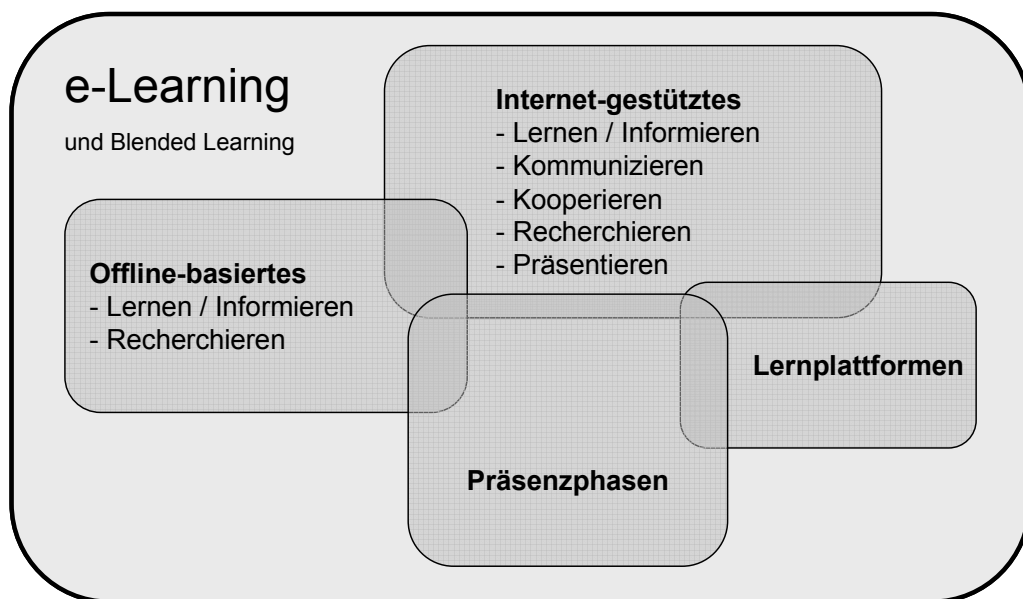 e-Learning
und Blended Learning
Internet-gestütztes
- Lernen / Informieren
- Kommunizieren
- Kooperieren
- Recherchieren
- Präsentieren
Offline-basiertes
- Lernen / Informieren
- Recherchieren
Lernplattformen
Präsenzphasen